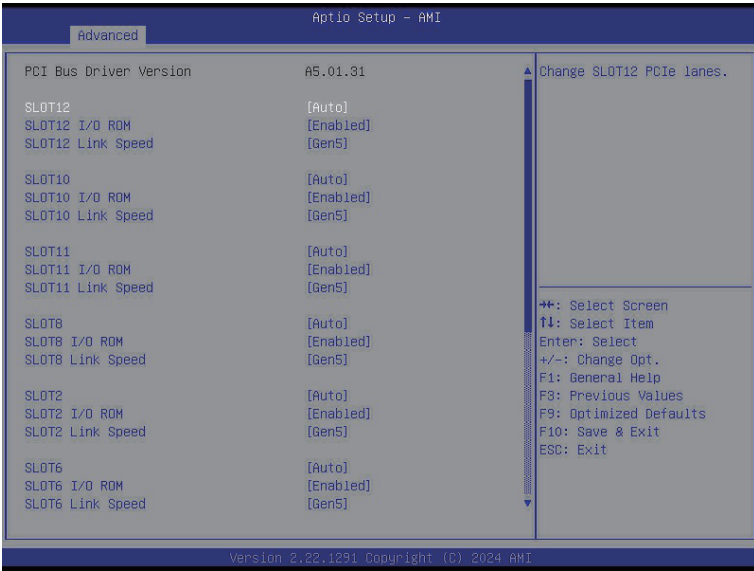 Aptio Setup - AMI
Advanced
PCI Bus Driver Version A5.01.31
SLOT12 [Auto]
SLOT12 I/O ROM [Enabled]
SLOT12 Link Speed [Gen5]
SLOT10 [Auto]
SLOT10 I/O ROM [Enabled]
SLOT10 Link Speed [Gen5]
SLOT11 [Auto]
SLOT11 I/O ROM [Enabled]
SLOT11 Link Speed [Gen5]
SLOT8 [Auto]
SLOT8 I/O ROM [Enabled]
SLOT8 Link Speed [Gen5]
SLOT2 [Auto]
SLOT2 I/O ROM [Enabled]
SLOT2 Link Speed [Gen5]
SLOT6 [Auto]
SLOT6 I/O ROM [Enabled]
SLOT6 Link Speed [Gen5]
Change SLOT12 PCIe lanes.
→←: Select Screen
↑↓: Select Item
Enter: Select
+/-: Change Opt.
F1: General Help
F3: Previous Values
F9: Optimized Defaults
F10: Save & Exit
ESC: Exit
Version 2.22.1291 Copyright (C) 2024 AMI